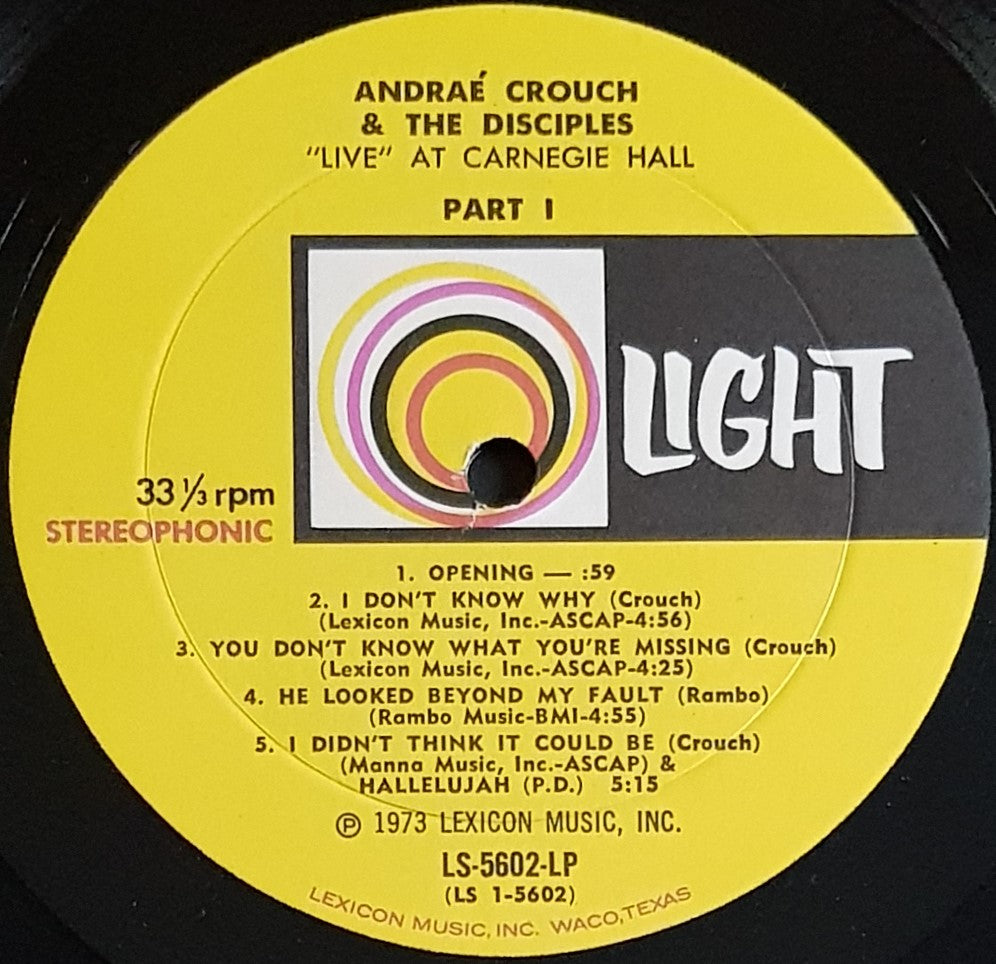 ANDRAÉ CROUCH
& THE DISCIPLES
"LIVE" AT CARNEGIE HALL
PART I
LIGHT
33 1/3 rpm
STEREOPHONIC
1. OPENING — :59
2. I DON'T KNOW WHY (Crouch)
(Lexicon Music, Inc.-ASCAP-4:56)
3. YOU DON'T KNOW WHAT YOU'RE MISSING (Crouch)
(Lexicon Music, Inc.-ASCAP-4:25)
4. HE LOOKED BEYOND MY FAULT (Rambo)
(Rambo Music-BMI-4:55)
5. I DIDN'T THINK IT COULD BE (Crouch)
(Manna Music, Inc.-ASCAP) &
HALLELUJAH (P.D.) 5:15
℗ 1973 LEXICON MUSIC, INC.
LS-5602-LP
(LS 1-5602)
LEXICON MUSIC, INC. WACO, TEXAS